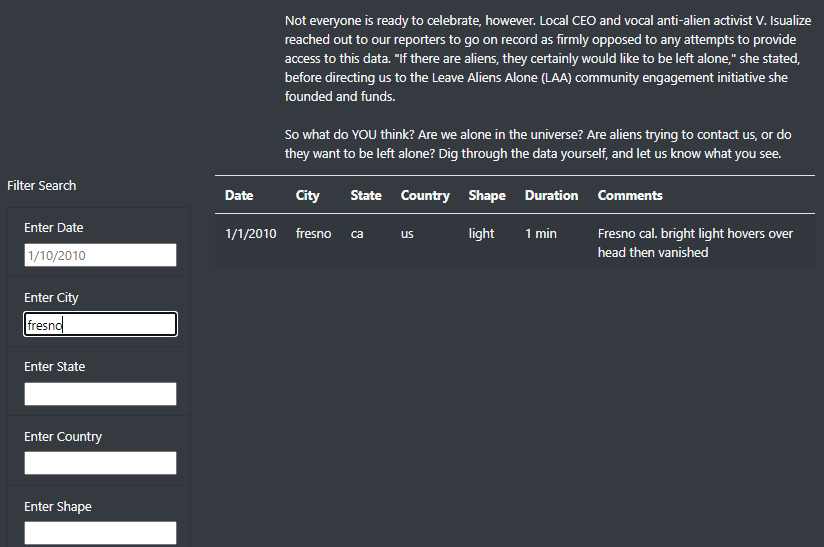 Not everyone is ready to celebrate, however. Local CEO and vocal anti-alien activist V. Isualize
reached out to our reporters to go on record as firmly opposed to any attempts to provide
access to this data. "If there are aliens, they certainly would like to be left alone," she stated,
before directing us to the Leave Aliens Alone (LAA) community engagement initiative she
founded and funds.
So what do YOU think? Are we alone in the universe? Are aliens trying to contact us, or do
they want to be left alone? Dig through the data yourself, and let us know what you see.
Filter Search
Enter Date
1/10/2010
Enter City
fresno
Enter State
Enter Country
Enter Shape
Date City State Country Shape Duration Comments
1/1/2010 fresno ca us light 1 min Fresno cal. bright light hovers over
head then vanished